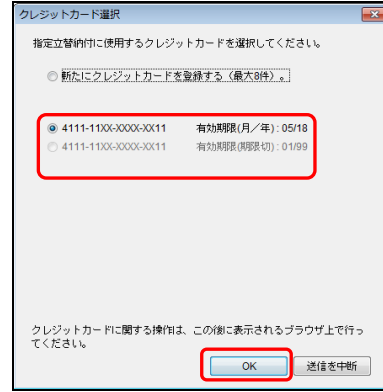 クレジットカード選択
指定立替納付に使用するクレジットカードを選択してください。
新たにクレジットカードを登録する（最大8件）。
4111-11XX-XXXX-XX11 有効期限(月／年)：05/18
4111-11XX-XXXX-XX11 有効期限(期限切)：01/99
クレジットカードに関する操作は、この後に表示されるブラウザ上で行っ
てください。
OK 送信を中断